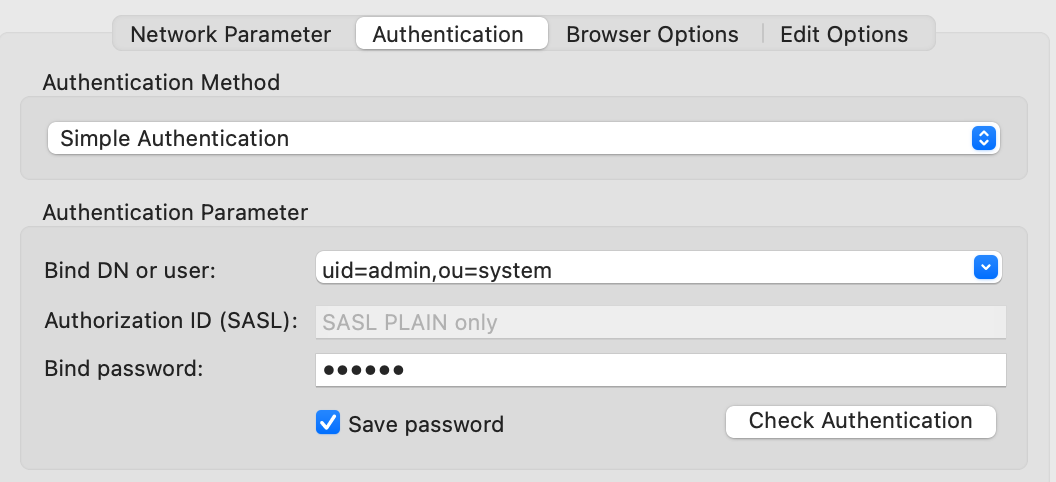 Network Parameter Authentication Browser Options Edit Options
Authentication Method
Simple Authentication
Authentication Parameter
Bind DN or user: uid=admin,ou=system
Authorization ID (SASL): SASL PLAIN only
Bind password: ••••••
Save password Check Authentication